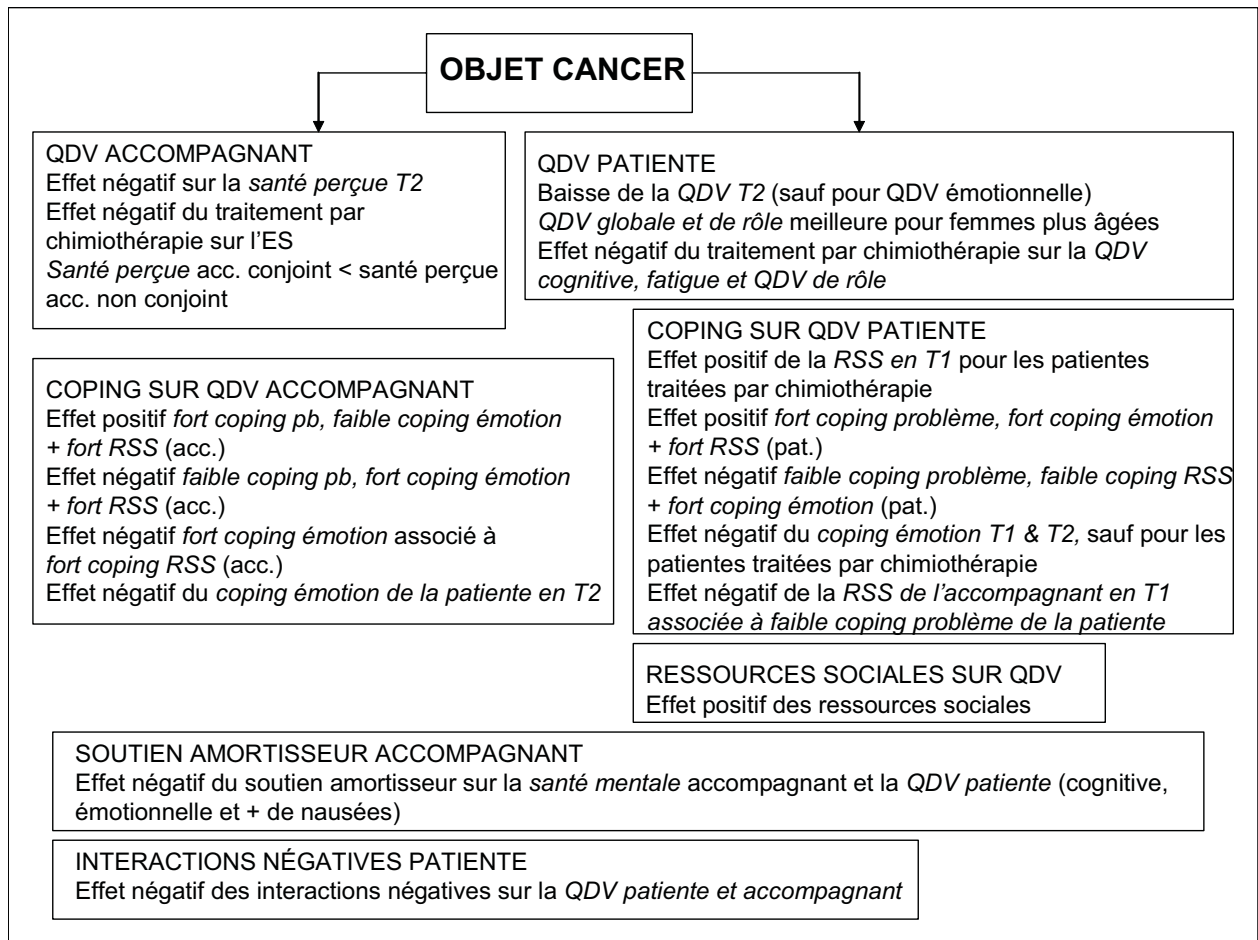 OBJET CANCER
QDV ACCOMPAGNANT
Effet négatif sur la santé perçue T2
Effet négatif du traitement par
chimiothérapie sur l'ES
Santé perçue acc. conjoint < santé perçue
acc. non conjoint
QDV PATIENTE
Baisse de la QDV T2 (sauf pour QDV émotionnelle)
QDV globale et de rôle meilleure pour femmes plus âgées
Effet négatif du traitement par chimiothérapie sur la QDV
cognitive, fatigue et QDV de rôle
COPING SUR QDV ACCOMPAGNANT
Effet positif fort coping pb, faible coping émotion
+ fort RSS (acc.)
Effet négatif faible coping pb, fort coping émotion
+ fort RSS (acc.)
Effet négatif fort coping émotion associé à
fort coping RSS (acc.)
Effet négatif du coping émotion de la patiente en T2
COPING SUR QDV PATIENTE
Effet positif de la RSS en T1 pour les patientes
traitées par chimiothérapie
Effet positif fort coping problème, fort coping émotion
+ fort RSS (pat.)
Effet négatif faible coping problème, faible coping RSS
+ fort coping émotion (pat.)
Effet négatif du coping émotion T1 & T2, sauf pour les
patientes traitées par chimiothérapie
Effet négatif de la RSS de l'accompagnant en T1
associée à faible coping problème de la patiente
RESSOURCES SOCIALES SUR QDV
Effet positif des ressources sociales
SOUTIEN AMORTISSEUR ACCOMPAGNANT
Effet négatif du soutien amortisseur sur la santé mentale accompagnant et la QDV patiente (cognitive,
émotionnelle et + de nausées)
INTERACTIONS NÉGATIVES PATIENTE
Effet négatif des interactions négatives sur la QDV patiente et accompagnant